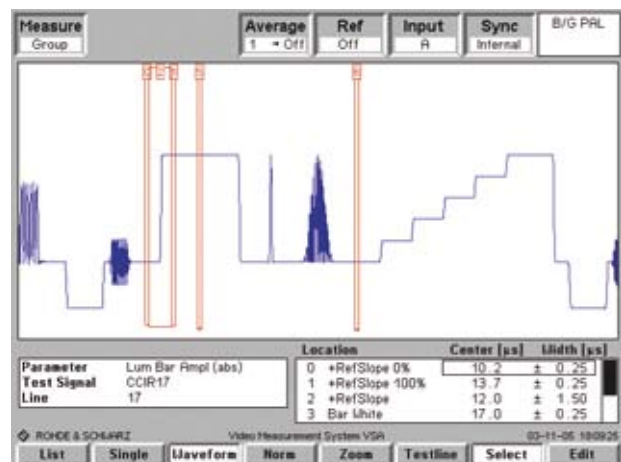 Measure Average Ref Input Sync B/G PAL
Group 1 → Off Off A Internal
Location Center [µs] Width [µs]
Parameter Lum Bar Ampl (abs)
Test Signal CCIR17
Line 17
0 +RefSlope 0% 10.2 ± 0.25
1 +RefSlope 100% 13.7 ± 0.25
2 +RefSlope 12.0 ± 1.50
3 Bar White 17.0 ± 0.25
ROHDE & SCHWARZ Video Measurement System VSA 03-11-05
List Single Waveform Norm Zoom Testline Select Edit